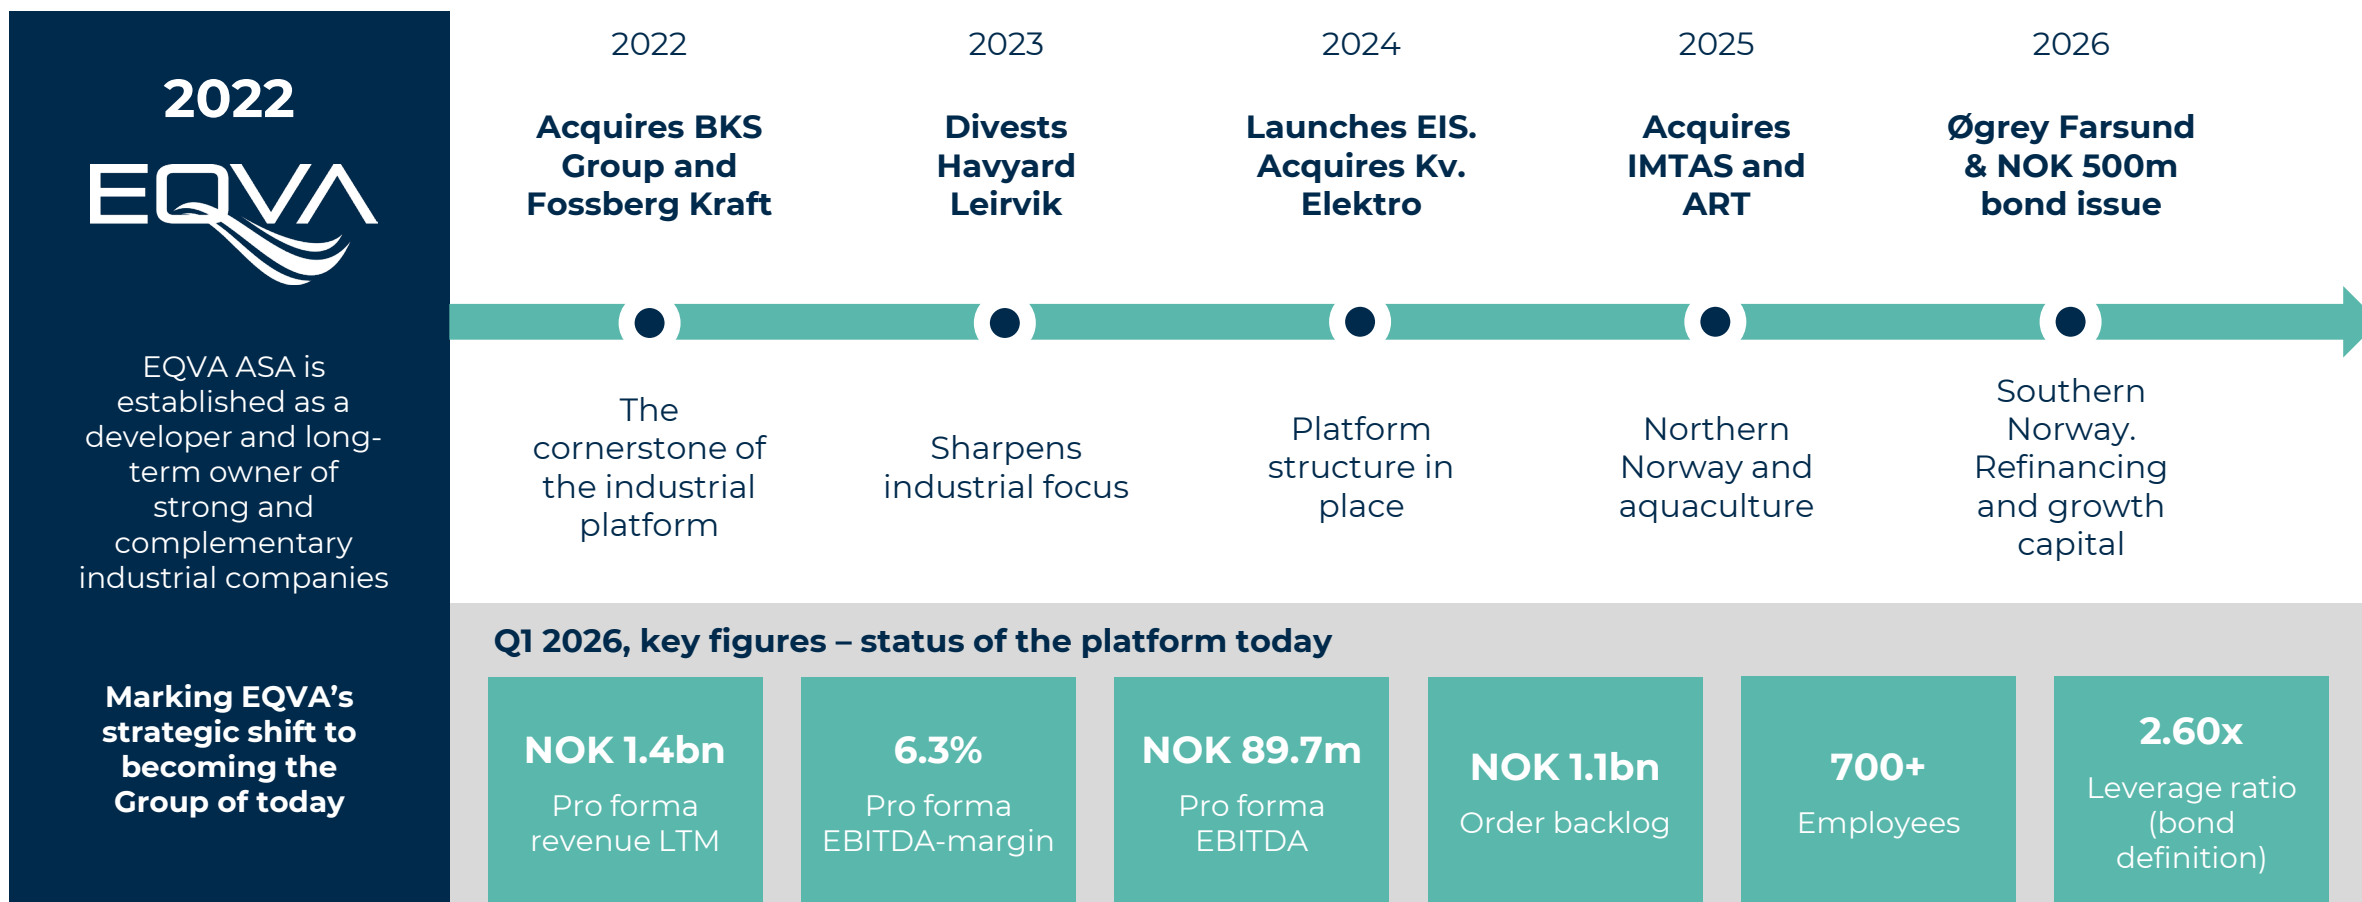 2022
EQVA
EQVA ASA is
established as a
developer and long-
term owner of
strong and
complementary
industrial companies
Marking EQVA’s
strategic shift to
becoming the
Group of today
2022
Acquires BKS
Group and
Fossberg Kraft
The
cornerstone of
the industrial
platform
2023
Divests
Havyard
Leirvik
Sharpens
industrial focus
2024
Launches EIS.
Acquires Kv.
Elektro
Platform
structure in
place
2025
Acquires
IMTAS and
ART
Northern
Norway and
aquaculture
2026
Øgrey Farsund
& NOK 500m
bond issue
Southern
Norway.
Refinancing
and growth
capital
Q1 2026, key figures – status of the platform today
NOK 1.4bn
Pro forma
revenue LTM
6.3%
Pro forma
EBITDA-margin
NOK 89.7m
Pro forma
EBITDA
NOK 1.1bn
Order backlog
700+
Employees
2.60x
Leverage ratio
(bond
definition)